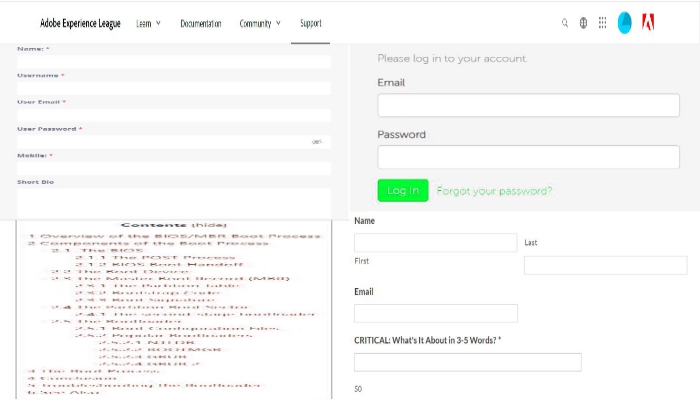 Adobe Experience League Learn Documentation Community Support
Name: *
Username *
User Email *
User Password *
Mobile: *
Short Bio
Please log in to your account.
Email
Password
Log In Forgot your password?
Contents [hide]
1 Overview of the BIOS/MBR Boot Process
2 Components of the Boot Process
2.1 The BIOS
2.1.1 The POST Process
2.1.2 BIOS Boot Handoff
2.2 The Boot Device
2.3 The Master Boot Record (MBR)
2.3.1 The Partition Table
2.3.2 Bootstrap Code
2.3.3 Boot Signature
2.4 The Partition Boot Sector
2.4.1 The second-stage bootloader
2.5 The Bootloader
2.5.1 Boot Configuration Files
2.5.2 Popular Bootloaders
2.5.2.1 NTLDR
2.5.2.2 BOOTMGR
2.5.2.3 GRUB
2.5.2.4 GRUB 2
3 The Boot Process
4 Conclusion
5 Troubleshooting the Bootloader
6 See Also
Name
First
Last
Email
CRITICAL: What's It About in 3-5 Words? *
50